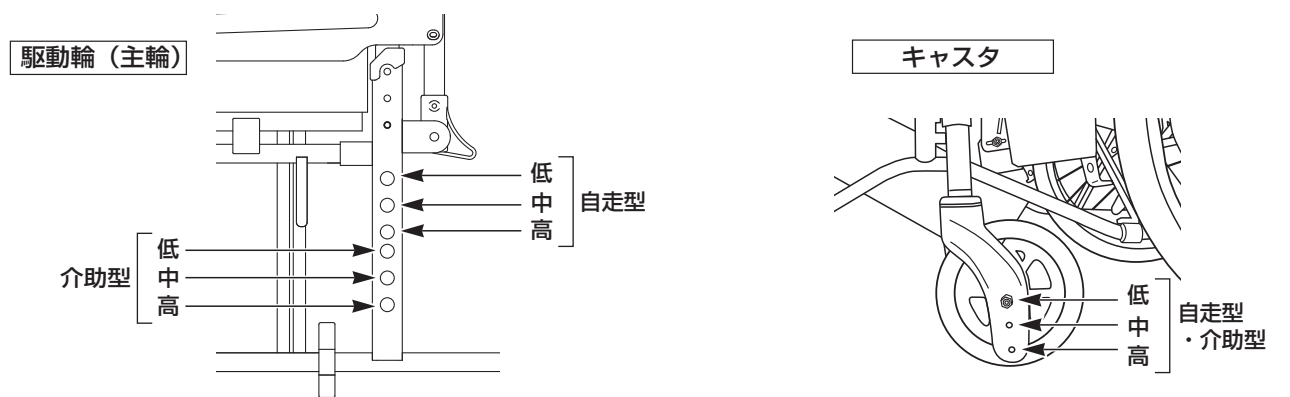 駆動輪（主輪）
低
中
高
自走型
介助型
低
中
高
キャスタ
低
中
高
自走型
・介助型